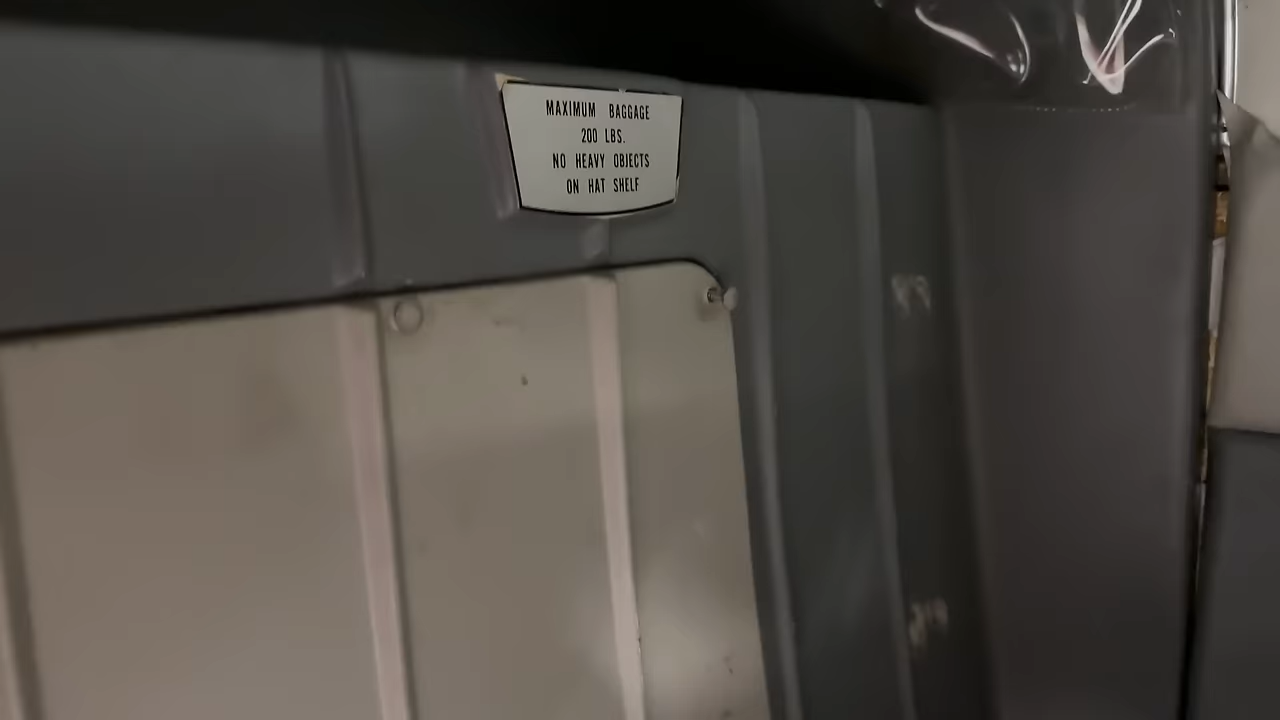 MAXIMUM BAGGAGE
200 LBS.
NO HEAVY OBJECTS
ON HAT SHELF